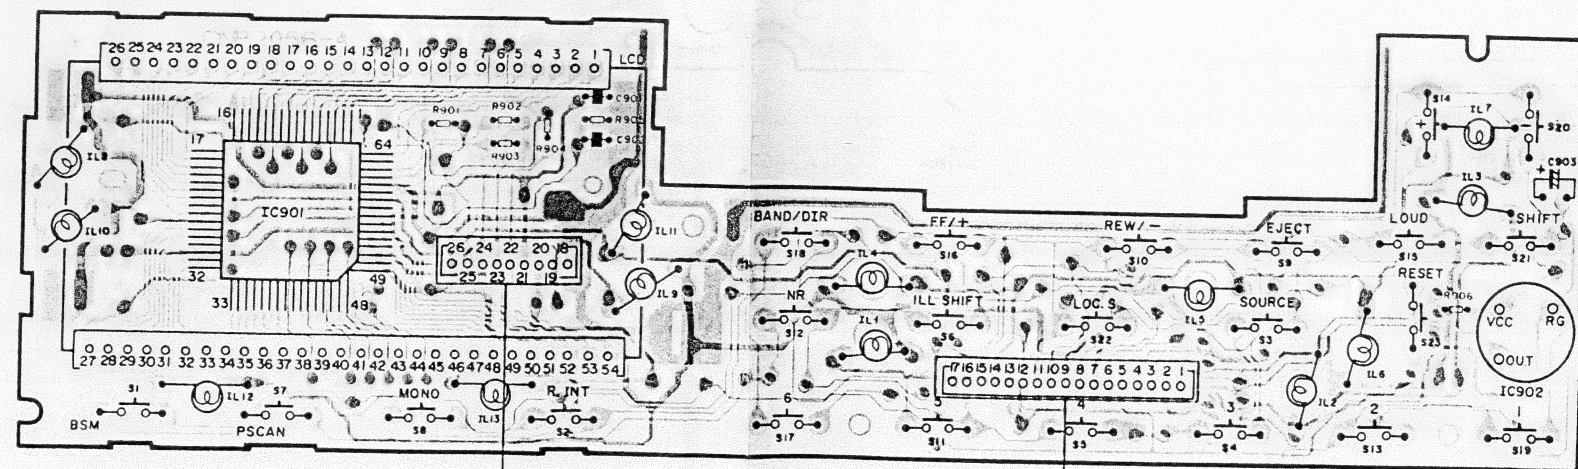 26 25 24 23 22 21 20 19 18 17 16 15 14 13 12 11 10 9 8 7 6 5 4 3 2 1 LCD
R901 R902
R903
16
17
64
IC901
32
33
48
49
IL10
IL11
IL9
26 24 22 20 18
25 23 21 19
27 28 29 30 31 32 33 34 35 36 37 38 39 40 41 42 43 44 45 46 47 48 49 50 51 52 53 54
BSM
S1
IL12
S7
PSCAN
MONO
S8
IL13
R.INT
S2
BAND/DIR
S18
FF/+
S16
REW/-
S10
EJECT
S9
LOUD
S15
SHIFT
S21
IL4
NR
S12
ILL SHIFT
S6
LOC.S
S22
IL5
SOURCE
S3
RESET
S23
IL1
17 16 15 14 13 12 11 10 9 8 7 6 5 4 3 2 1
IL2
IL6
6
S17
5
S11
4
S5
3
S4
2
S13
1
S19
S14
+
IL7
-
S20
IL3
+
C903
R906
VCC
RG
OUT
IC902